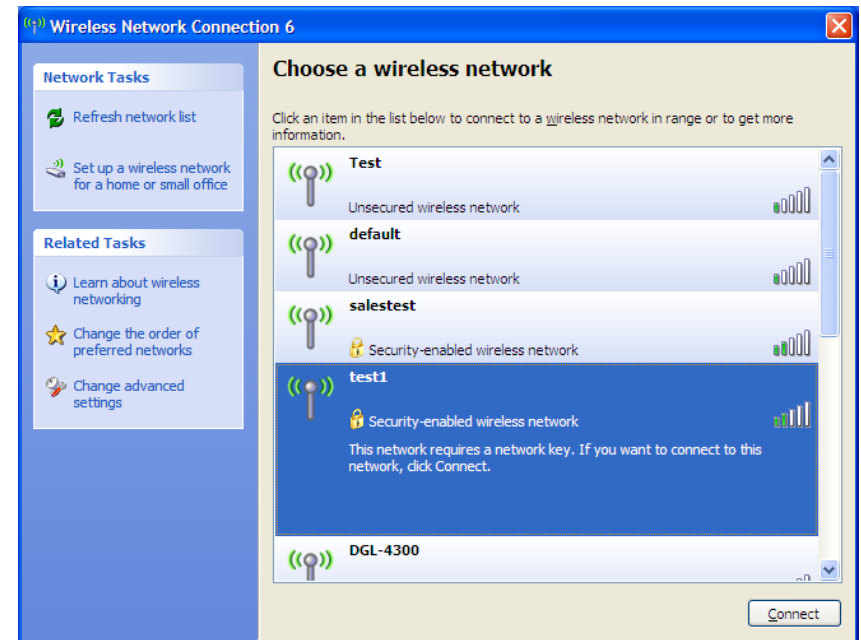 Wireless Network Connection 6
Network Tasks
Refresh network list
Set up a wireless network
for a home or small office
Related Tasks
Learn about wireless
networking
Change the order of
preferred networks
Change advanced
settings
Choose a wireless network
Click an item in the list below to connect to a wireless network in range or to get more
information.
Test
Unsecured wireless network
default
Unsecured wireless network
salestest
Security-enabled wireless network
test1
Security-enabled wireless network
This network requires a network key. If you want to connect to this
network, click Connect.
DGL-4300
Connect